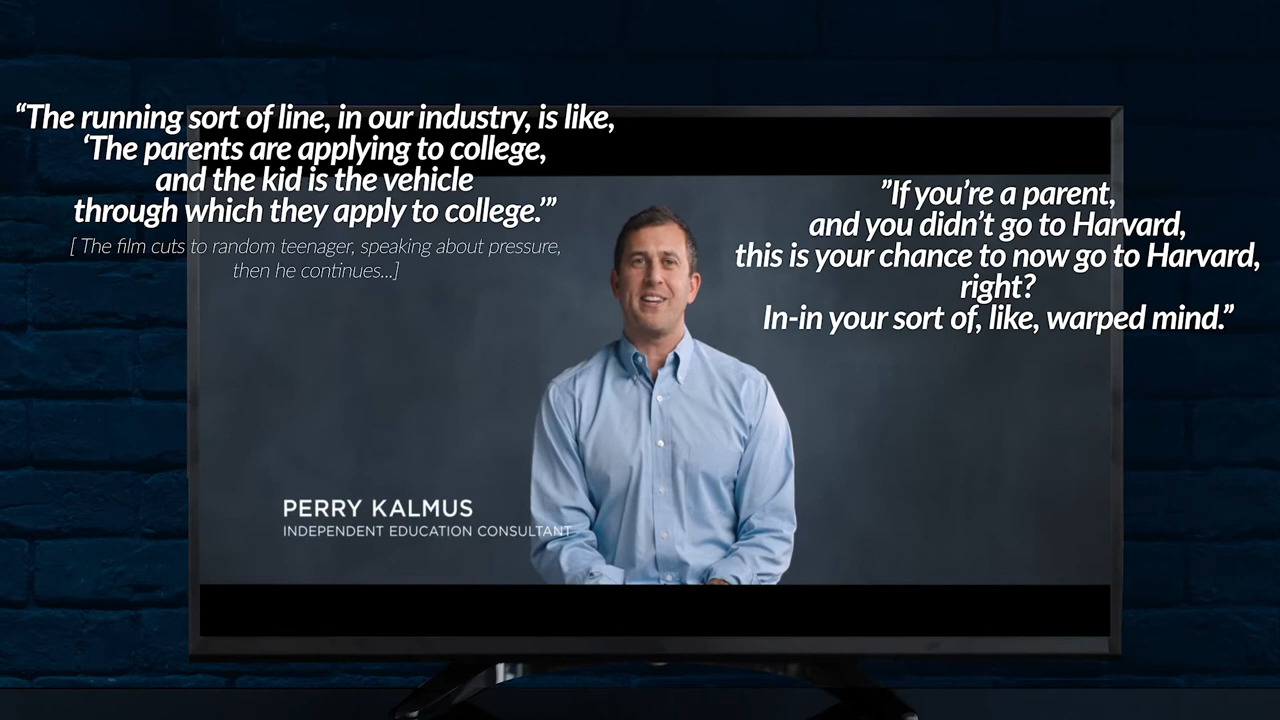 “The running sort of line, in our industry, is like,
‘The parents are applying to college,
and the kid is the vehicle
through which they apply to college.’”
[ The film cuts to random teenager, speaking about pressure,
then he continues...]
”If you’re a parent,
and you didn’t go to Harvard,
this is your chance to now go to Harvard,
right?
In-in your sort of, like, warped mind.”
PERRY KALMUS
INDEPENDENT EDUCATION CONSULTANT